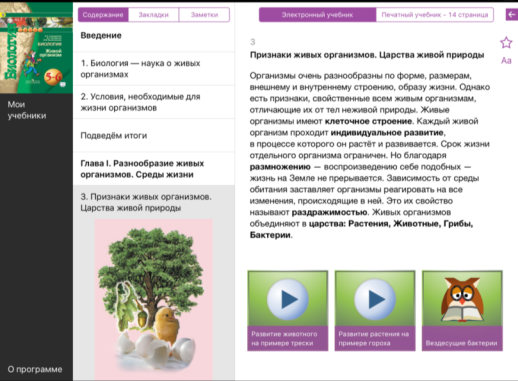 Содержание
Закладки
Заметки
Электронный учебник
Печатный учебник - 14 страница
Биология
БИОЛОГИЯ
5-6
Мои
учебники
О программе
Введение
1. Биология — наука о живых
организмах
2. Условия, необходимые для
жизни организмов
Подведём итоги
Глава I. Разнообразие живых
организмов. Среды жизни
3. Признаки живых организмов.
Царства живой природы
3
Признаки живых организмов. Царства живой природы
Aa
Организмы очень разнообразны по форме, размерам,
внешнему и внутреннему строению, образу жизни. Однако
есть признаки, свойственные всем живым организмам,
отличающие их от тел неживой природы. Живые
организмы имеют клеточное строение. Каждый живой
организм проходит индивидуальное развитие,
в процессе которого он растёт и развивается. Срок жизни
отдельного организма ограничен. Но благодаря
размножению — воспроизведению себе подобных —
жизнь на Земле не прерывается. Зависимость от среды
обитания заставляет организмы реагировать на все
изменения, происходящие в ней. Это их свойство
называют раздражимостью. Живых организмов
объединяют в царства: Растения, Животные, Грибы,
Бактерии.
Развитие животного
на примере трески
Развитие растения на
примере гороха
Вездесущие бактерии